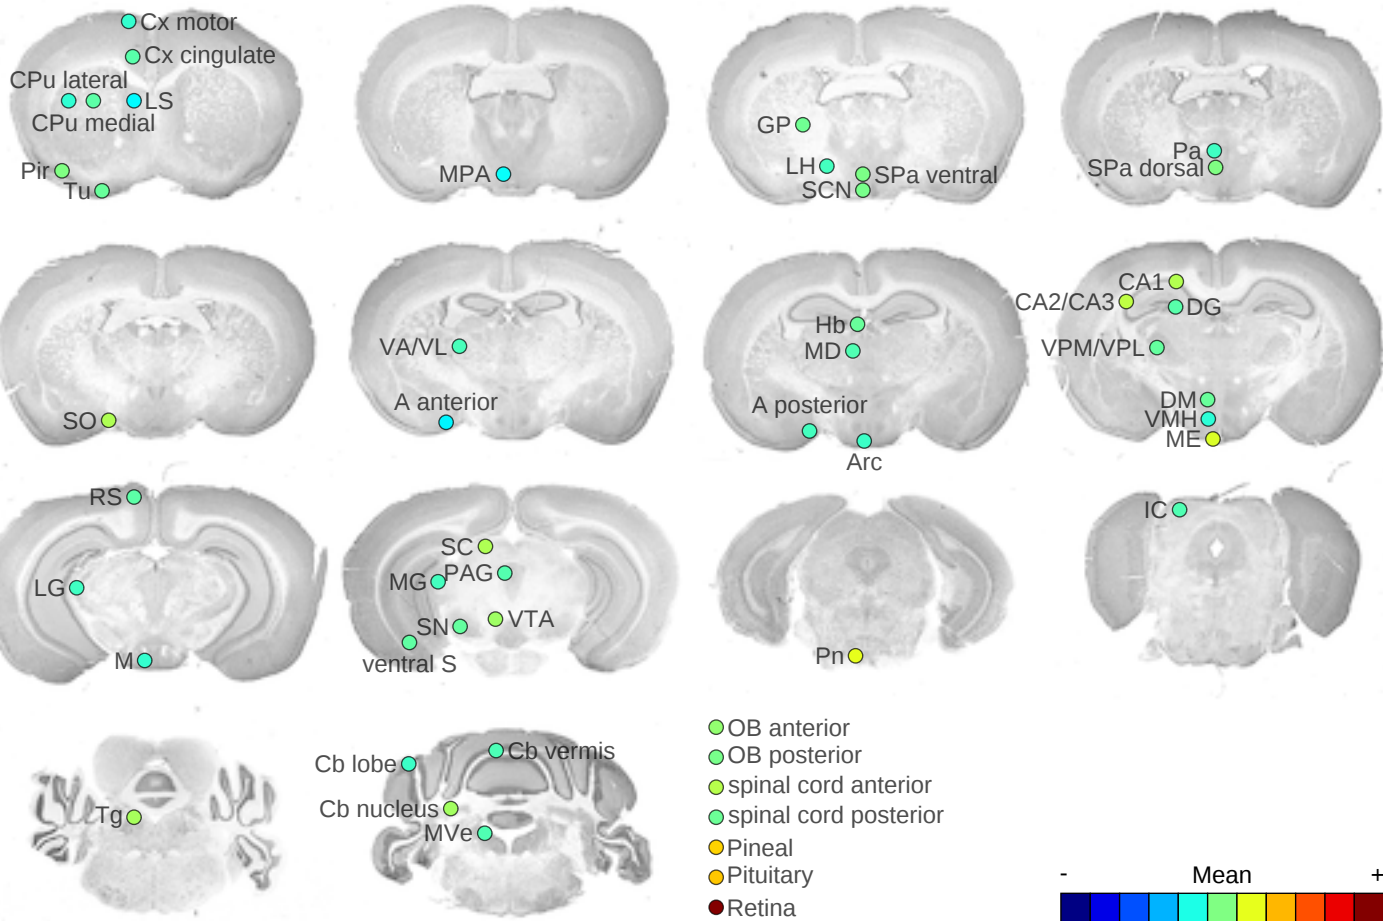 Cx motor
Cx cingulate
CPu lateral
LS
CPu medial
Pir
Tu
MPA
GP
LH
SPa ventral
SCN
Pa
SPa dorsal
SO
VA/VL
A anterior
Hb
MD
A posterior
Arc
CA1
CA2/CA3
DG
VPM/VPL
DM
VMH
ME
RS
LG
M
SC
MG
PAG
SN
VTA
ventral S
Pn
IC
Tg
Cb lobe
Cb vermis
Cb nucleus
MVe
OB anterior
OB posterior
spinal cord anterior
spinal cord posterior
Pineal
Pituitary
Retina
- Mean +